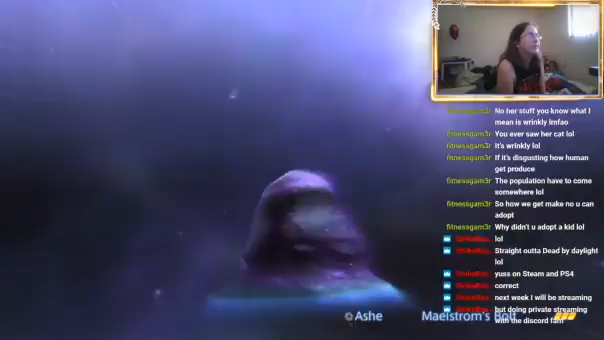 fitnessgam3r No her stuff you know what I
mean is wrinkly lmfao
fitnessgam3r You ever saw her cat lol
fitnessgam3r It's wrinkly lol
fitnessgam3r If it's disgusting how human
get produce
fitnessgam3r The population have to come
somewhere lol
fitnessgam3r So how we get make no u can
adopt
fitnessgam3r Why didn't u adopt a kid lol
lol
Straight outta Dead by daylight
lol
yuss on Steam and PS4
correct
next week I will be streaming
but doing private streaming
with the discord fam
Ashe
Maelstrom's Bolt